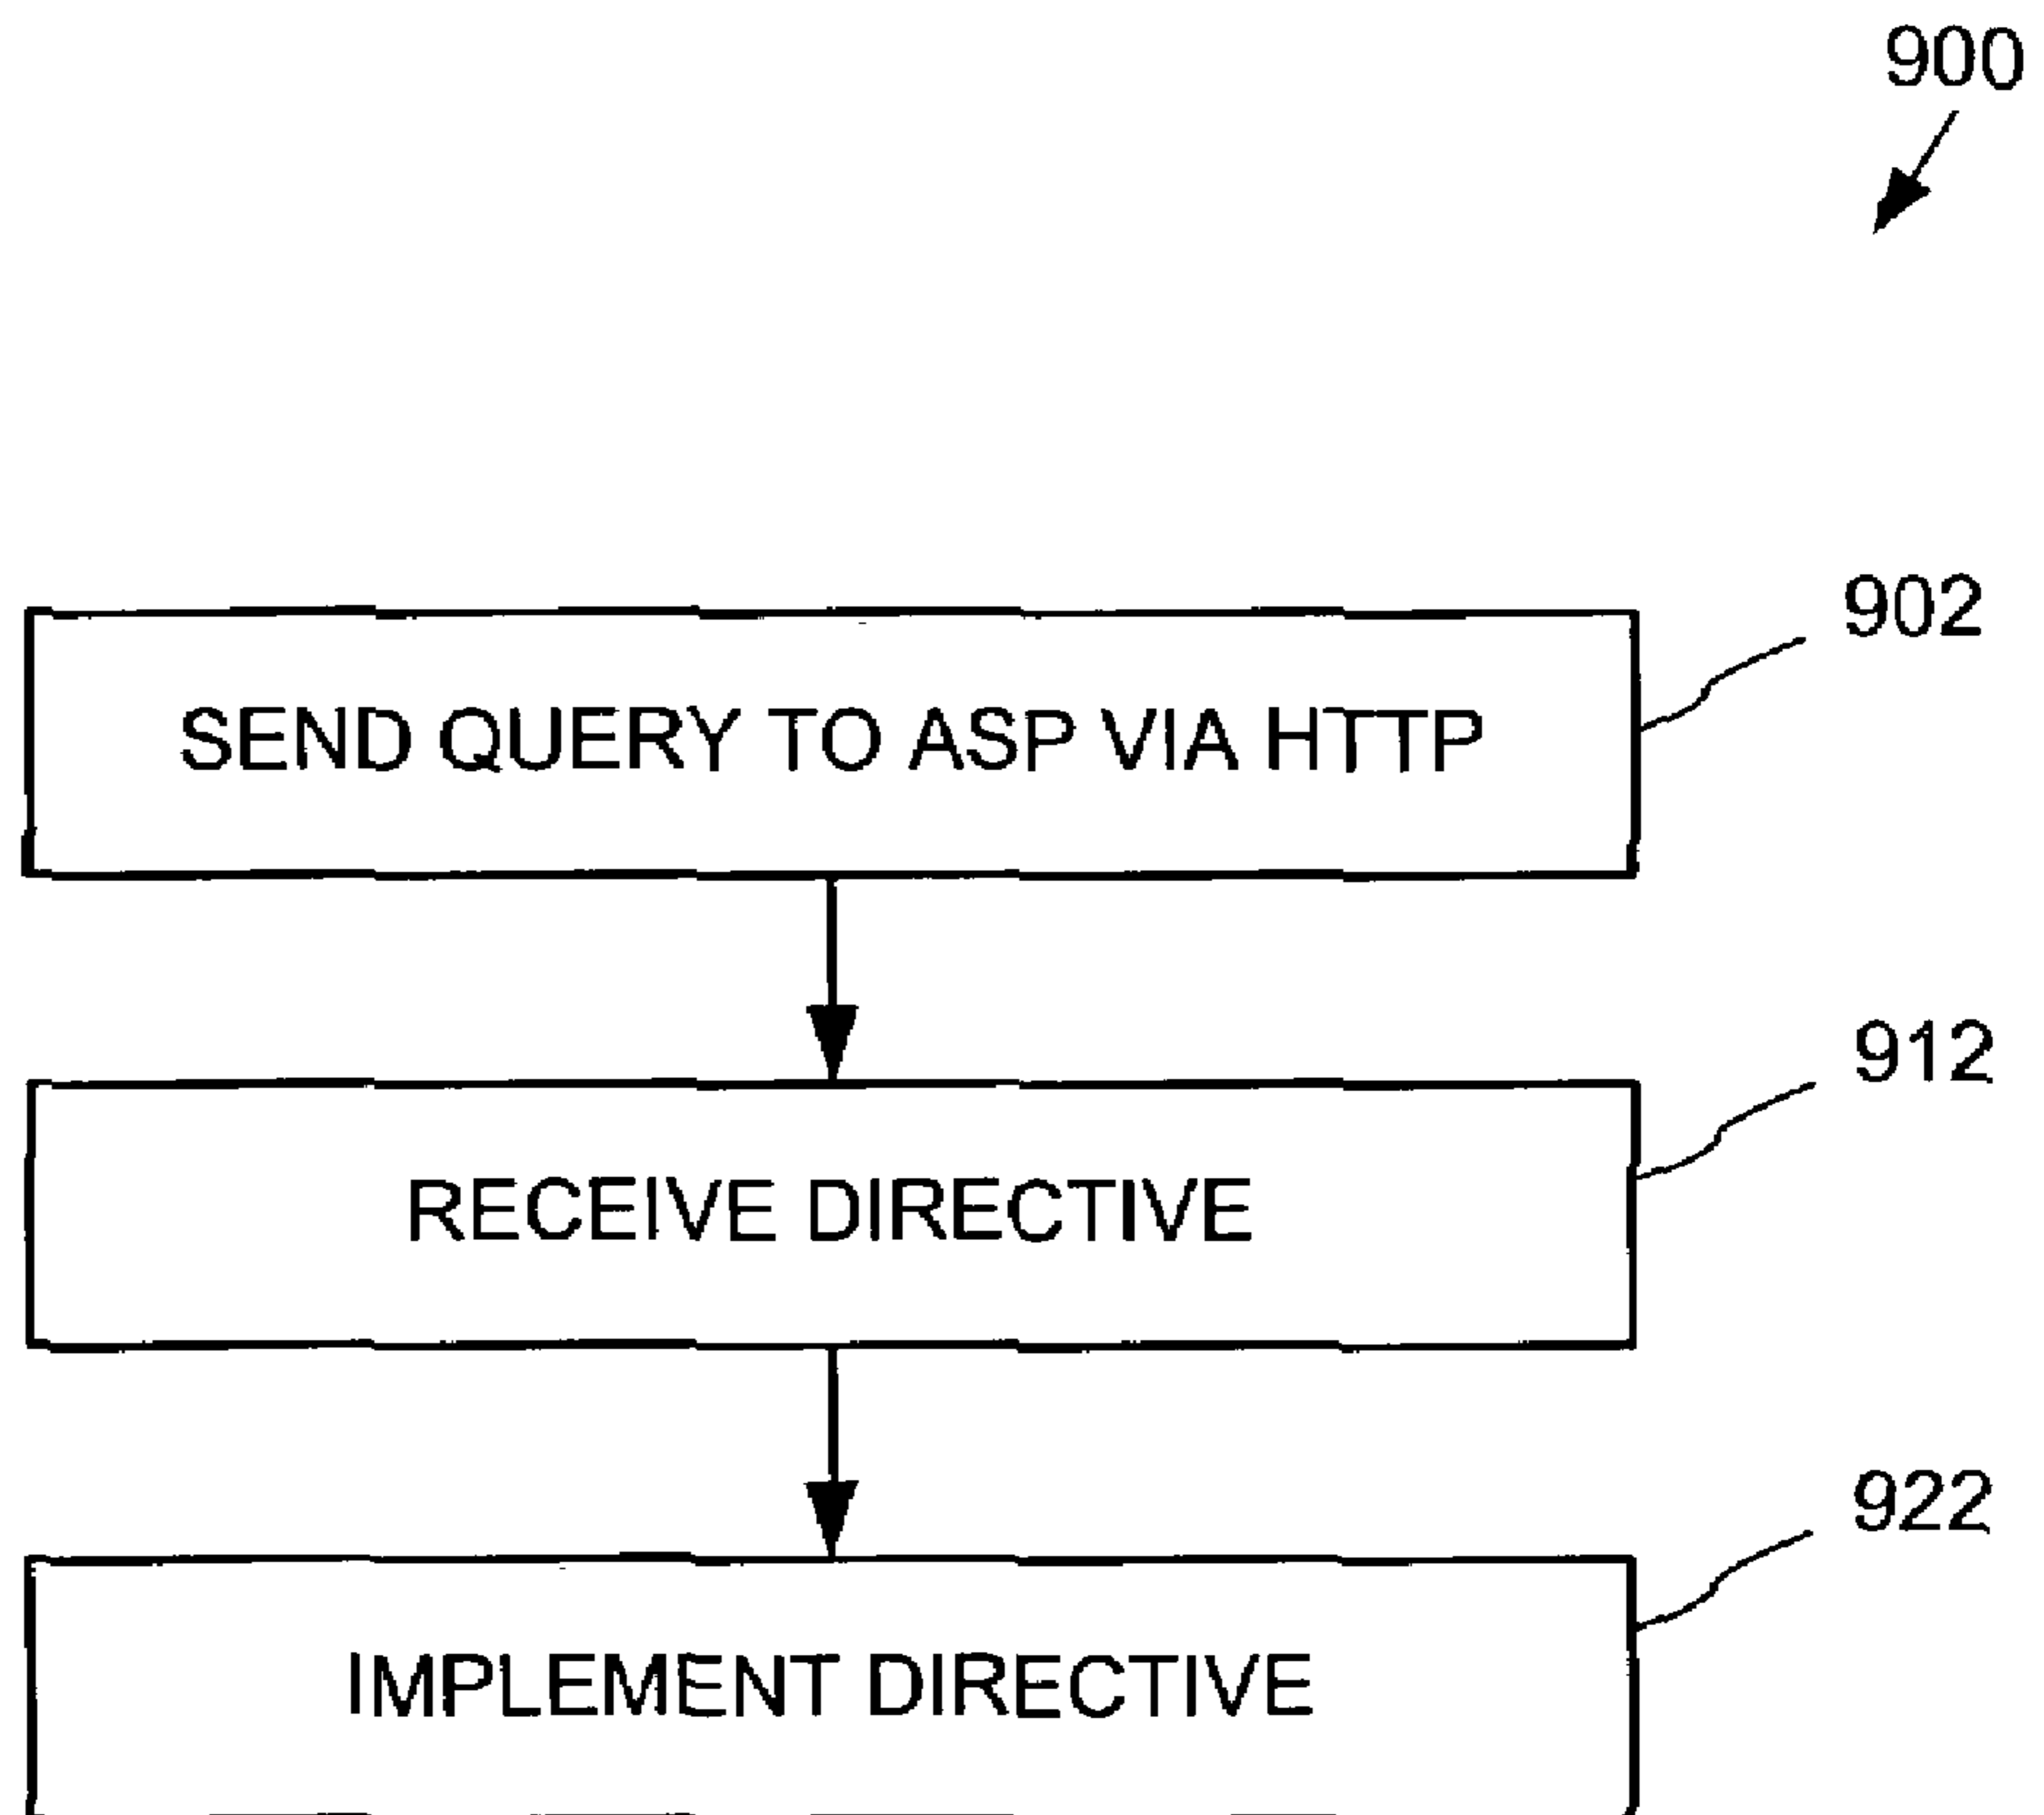 900
902
SEND QUERY TO ASP VIA HTTP
912
RECEIVE DIRECTIVE
922
IMPLEMENT DIRECTIVE